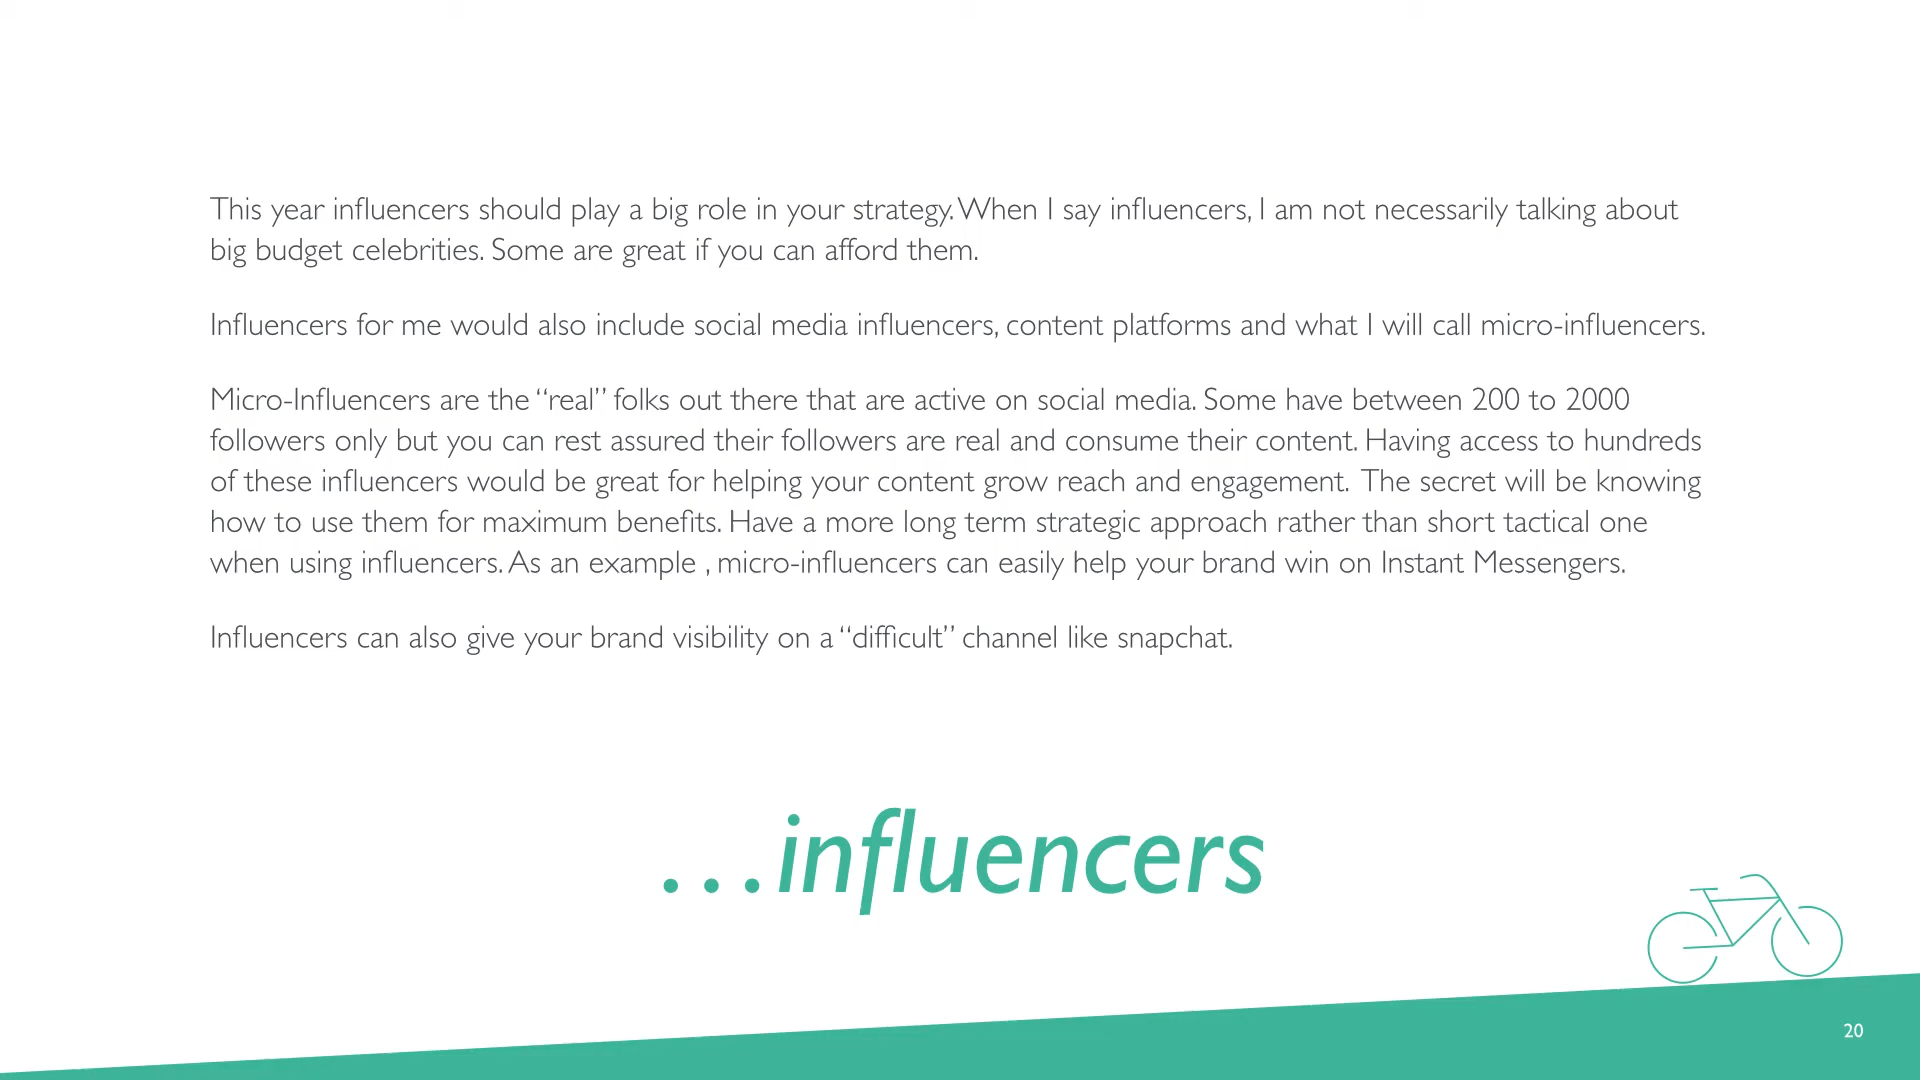 This year influencers should play a big role in your strategy. When I say influencers, I am not necessarily talking about
big budget celebrities. Some are great if you can afford them.
Influencers for me would also include social media influencers, content platforms and what I will call micro-influencers.
Micro-Influencers are the “real” folks out there that are active on social media. Some have between 200 to 2000
followers only but you can rest assured their followers are real and consume their content. Having access to hundreds
of these influencers would be great for helping your content grow reach and engagement. The secret will be knowing
how to use them for maximum benefits. Have a more long term strategic approach rather than short tactical one
when using influencers. As an example , micro-influencers can easily help your brand win on Instant Messengers.
Influencers can also give your brand visibility on a “difficult” channel like snapchat.
…influencers
20